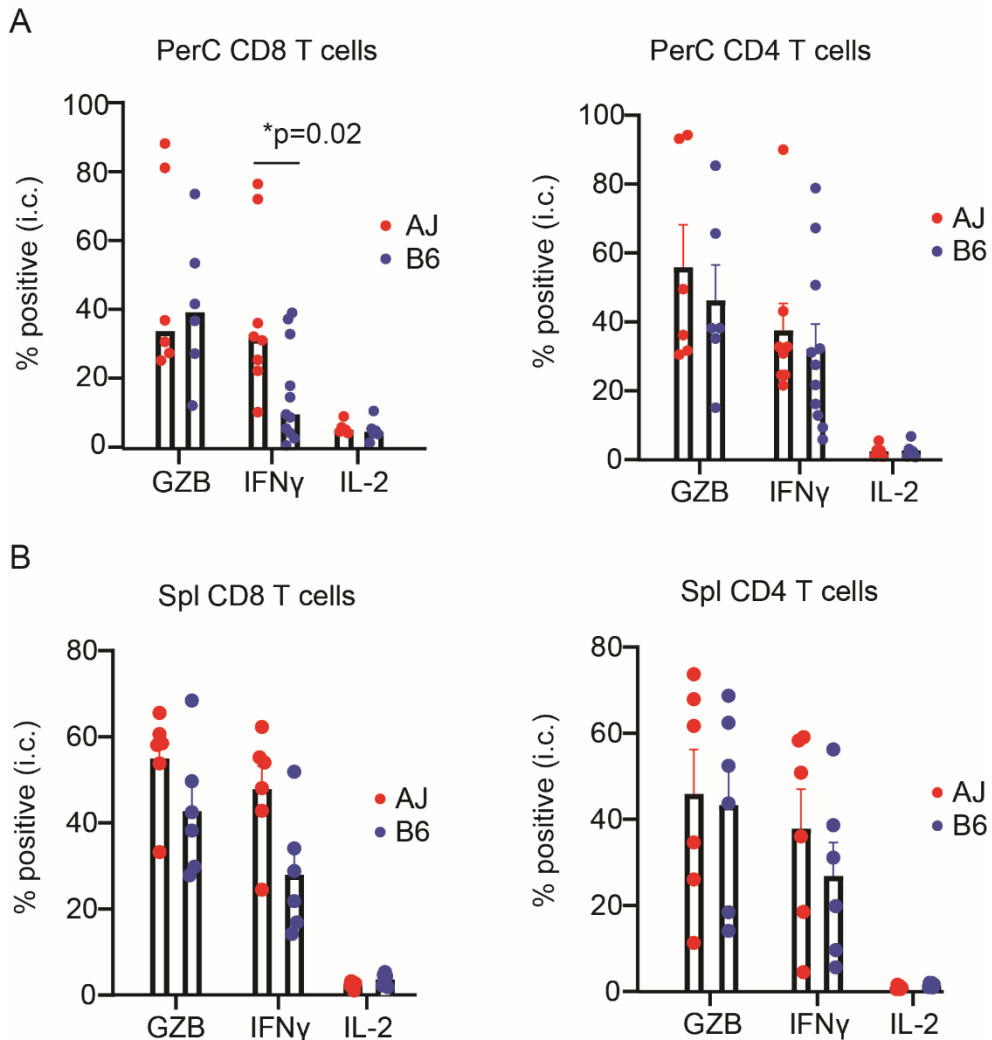 A
PerC CD8 T cells
% positive (i.c.)
100
80
60
40
20
0
*p=0.02
AJ
B6
GZB
IFNγ
IL-2
PerC CD4 T cells
% positive (i.c.)
100
80
60
40
20
0
AJ
B6
GZB
IFNγ
IL-2
B
Spl CD8 T cells
% positive (i.c.)
80
60
40
20
0
AJ
B6
GZB
IFNγ
IL-2
Spl CD4 T cells
% positive (i.c.)
80
60
40
20
0
AJ
B6
GZB
IFNγ
IL-2